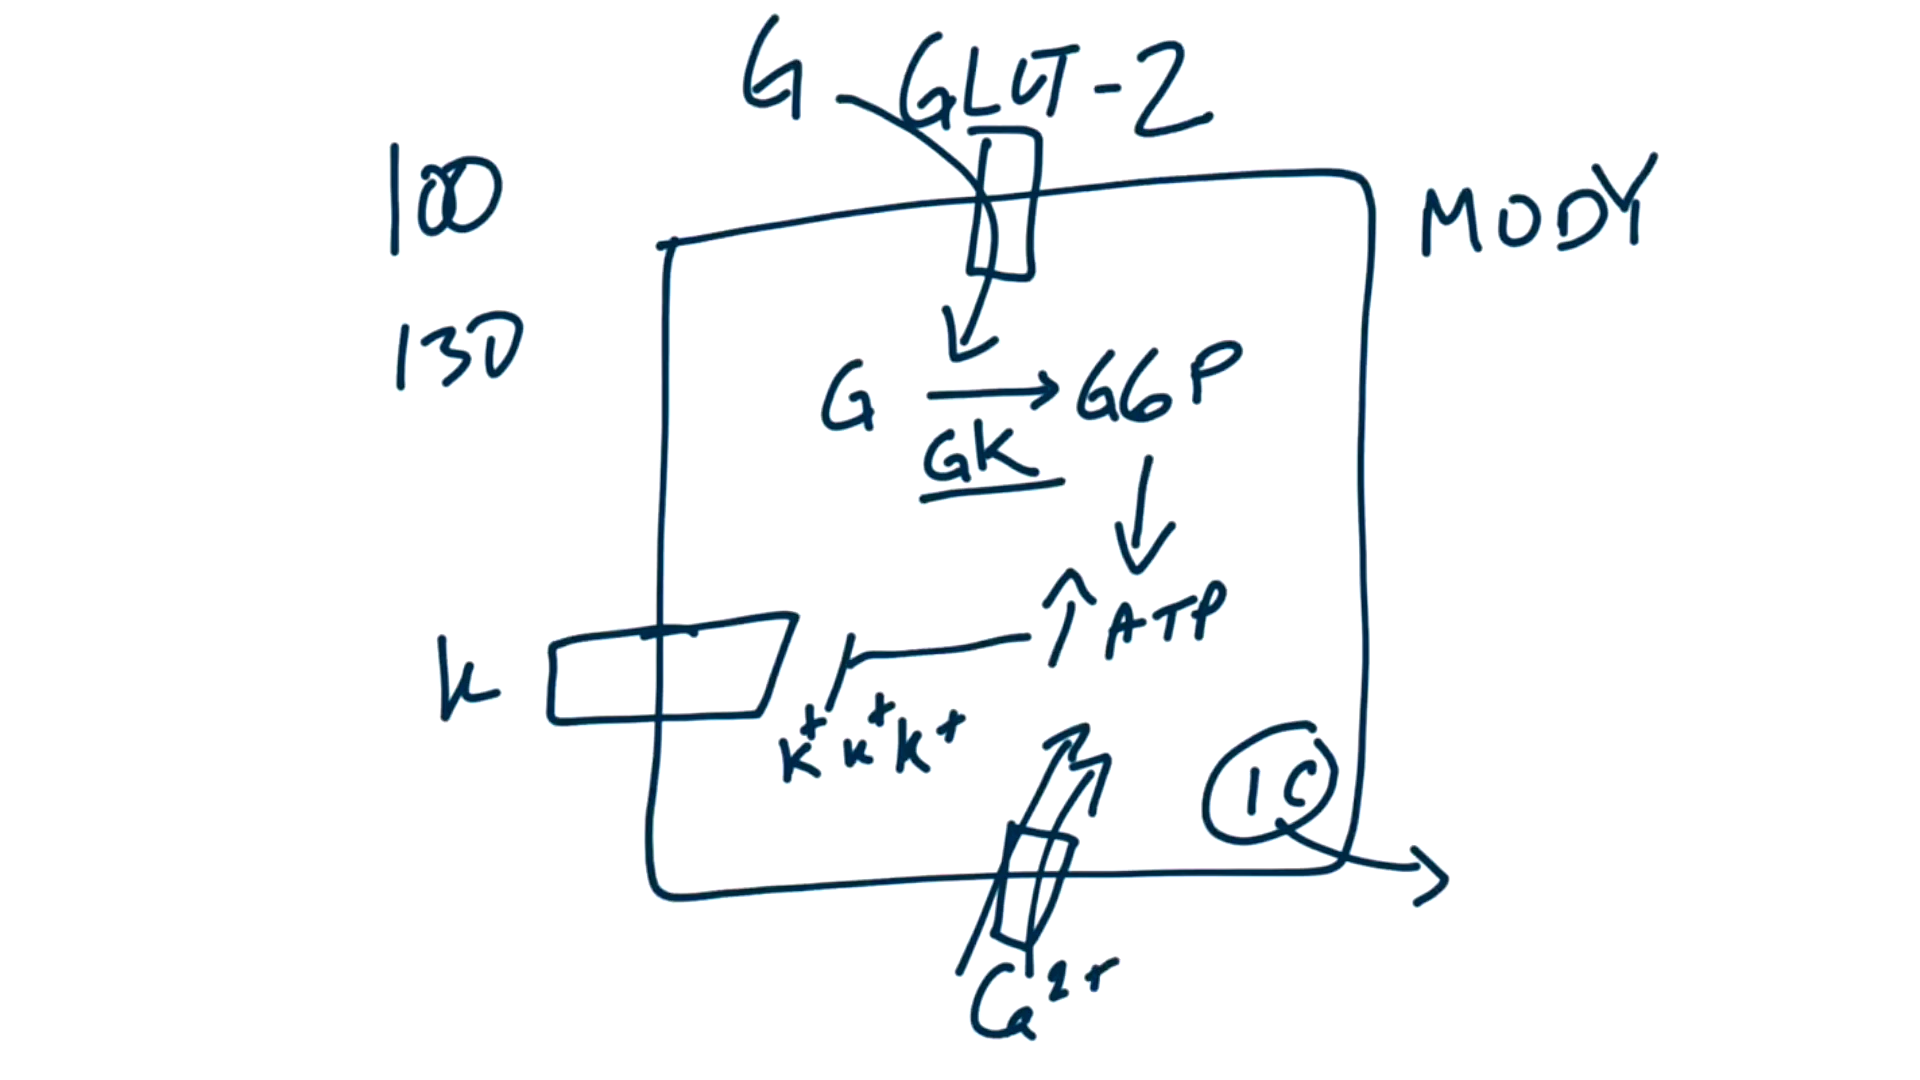 G GLUT-2
100
MODY
130
G → G6P
GK
↑ ATP
K
K⁺ K⁺ K⁺
IC
Ca²⁺